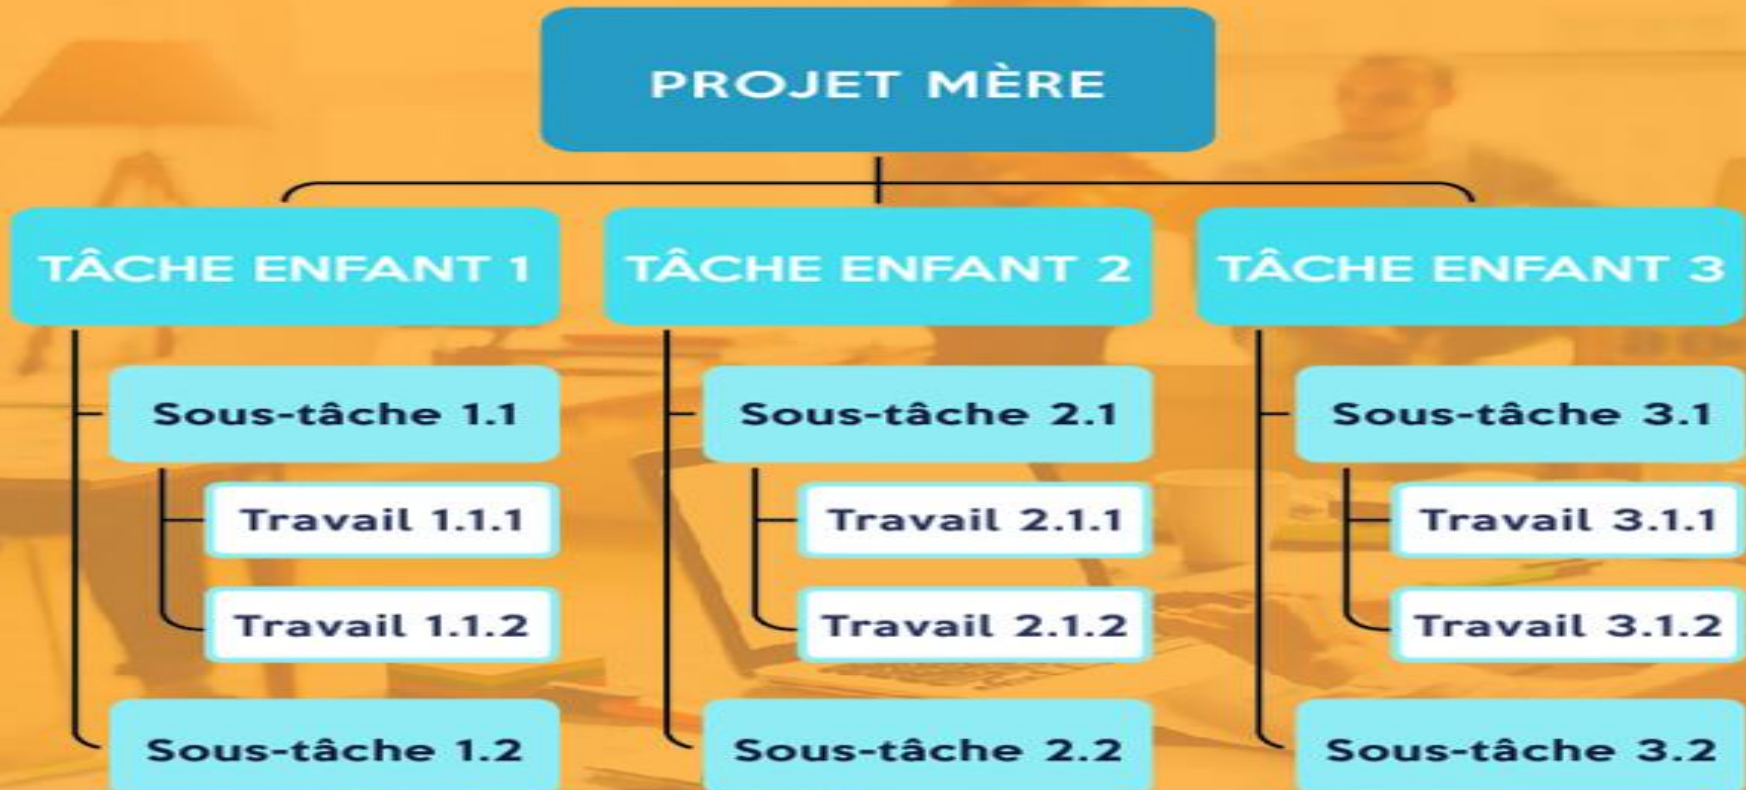 PROJET MÈRE
TÂCHE ENFANT 1
Sous-tâche 1.1
Travail 1.1.1
Travail 1.1.2
Sous-tâche 1.2
TÂCHE ENFANT 2
Sous-tâche 2.1
Travail 2.1.1
Travail 2.1.2
Sous-tâche 2.2
TÂCHE ENFANT 3
Sous-tâche 3.1
Travail 3.1.1
Travail 3.1.2
Sous-tâche 3.2